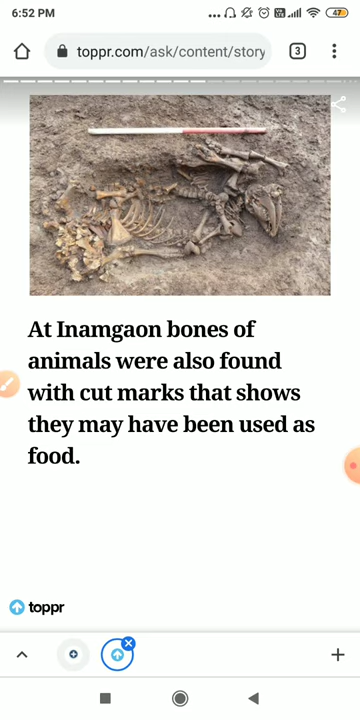 6:52 PM
47
toppr.com/ask/content/story
3
At Inamgaon bones of
animals were also found
with cut marks that shows
they may have been used as
food.
toppr